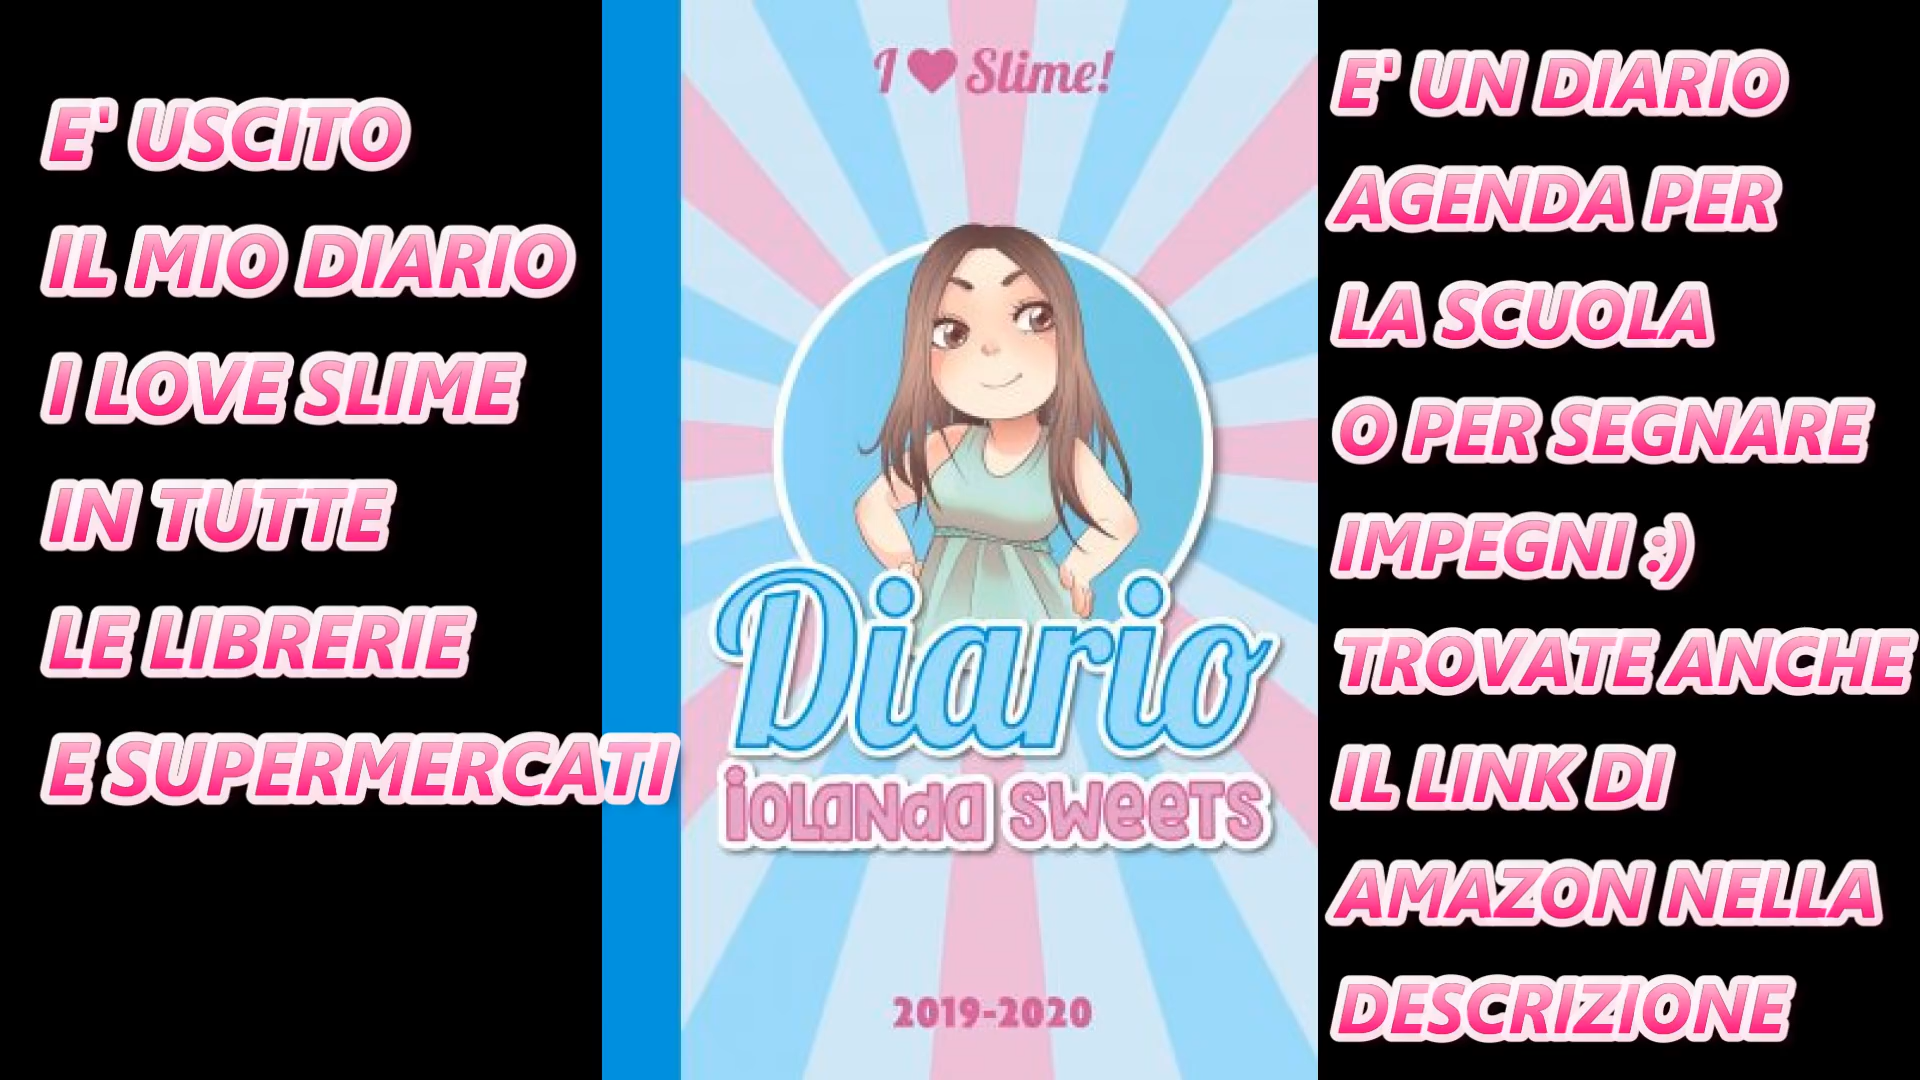 E' USCITO
IL MIO DIARIO
I LOVE SLIME
IN TUTTE
LE LIBRERIE
E SUPERMERCATI
I ♥ Slime!
Diario
iolanda sweets
2019-2020
E' UN DIARIO
AGENDA PER
LA SCUOLA
O PER SEGNARE
IMPEGNI :)
TROVATE ANCHE
IL LINK DI
AMAZON NELLA
DESCRIZIONE